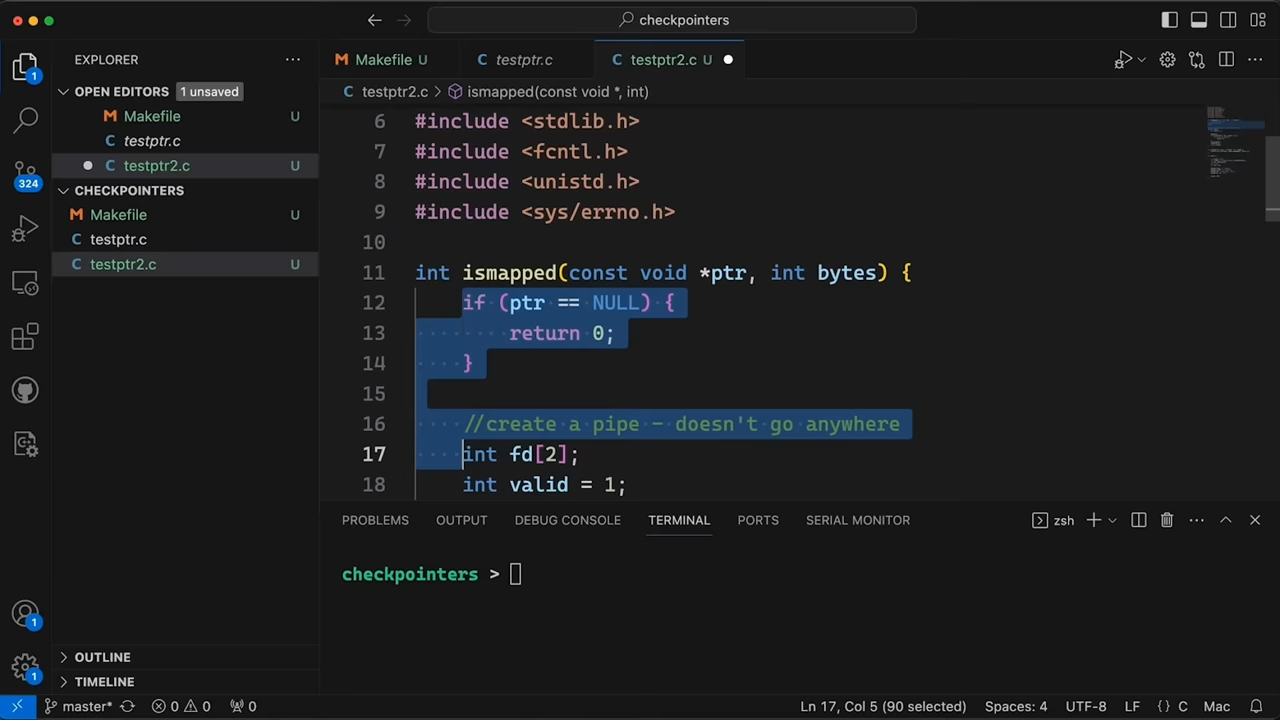 checkpointers
EXPLORER
Makefile U
testptr.c
testptr2.c U
OPEN EDITORS 1 unsaved
Makefile U
testptr.c
testptr2.c U
CHECKPOINTERS
Makefile U
testptr.c
testptr2.c U
testptr2.c > ismapped(const void *, int)
6 #include <stdlib.h>
7 #include <fcntl.h>
8 #include <unistd.h>
9 #include <sys/errno.h>
10
11 int ismapped(const void *ptr, int bytes) {
12 if (ptr == NULL) {
13 return 0;
14 }
15
16 //create a pipe - doesn't go anywhere
17 int fd[2];
18 int valid = 1;
PROBLEMS OUTPUT DEBUG CONSOLE TERMINAL PORTS SERIAL MONITOR zsh
checkpointers >
1
324
1
1
OUTLINE
TIMELINE
master* 0 0 0 Ln 17, Col 5 (90 selected) Spaces: 4 UTF-8 LF {} C Mac